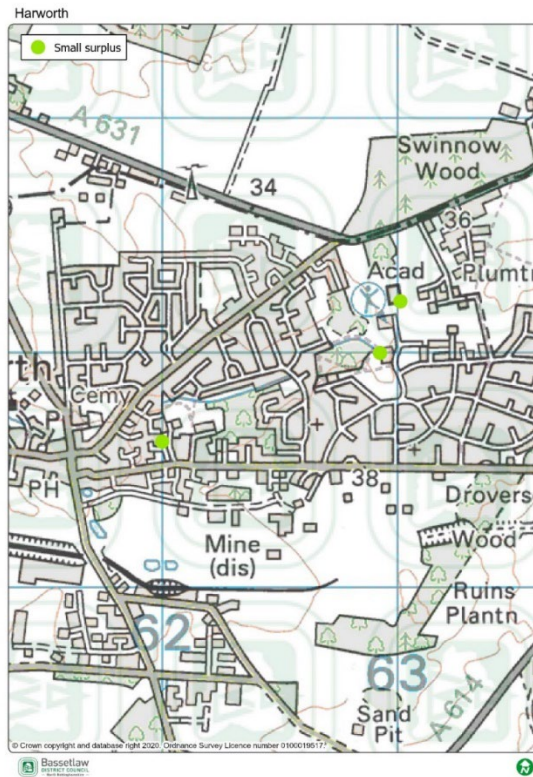 Harworth
Small surplus
A 631
Swinnow
Wood
34
36
Acad
Plumtr
Cemy
PH
38
Drovers
Mine
(dis)
Wood
Ruins
Plantn
62
63
Sand
Pit
A 614
© Crown copyright and database right 2020. Ordnance Survey Licence number 0100019517.
Bassetlaw
DISTRICT COUNCIL
N